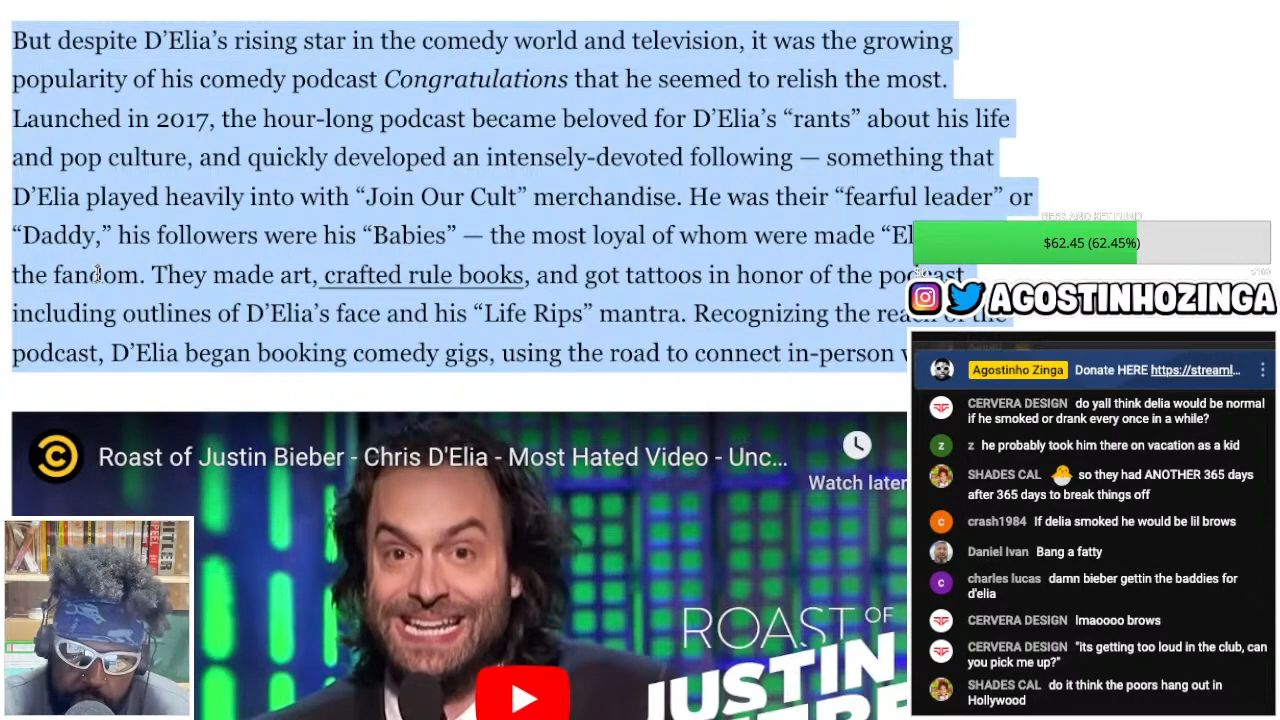 But despite D’Elia’s rising star in the comedy world and television, it was the growing
popularity of his comedy podcast Congratulations that he seemed to relish the most.
Launched in 2017, the hour-long podcast became beloved for D’Elia’s “rants” about his life
and pop culture, and quickly developed an intensely-devoted following — something that
D’Elia played heavily into with “Join Our Cult” merchandise. He was their “fearful leader” or
“Daddy,” his followers were his “Babies” — the most loyal of whom were made
the fandom. They made art, crafted rule books, and got tattoos in honor of the podcast,
including outlines of D’Elia’s face and his “Life Rips” mantra. Recognizing the reach of the
podcast, D’Elia began booking comedy gigs, using the road to connect in-person
Roast of Justin Bieber - Chris D'Elia - Most Hated Video - Unc...
Watch later
ROAST OF
JUSTIN
BEER AND KEY FUND
$62.45 (62.45%)
$0
$100
AGOSTINHOZINGA
Agostinho Zinga Donate HERE https://streaml...
CERVERA DESIGN do yall think delia would be normal
if he smoked or drank every once in a while?
z z he probably took him there on vacation as a kid
SHADES CAL so they had ANOTHER 365 days
after 365 days to break things off
c crash1984 If delia smoked he would be lil brows
Daniel Ivan Bang a fatty
c charles lucas damn bieber gettin the baddies for
d'elia
CERVERA DESIGN lmaoooo brows
CERVERA DESIGN "its getting too loud in the club, can
you pick me up?"
SHADES CAL do it think the poors hang out in
Hollywood